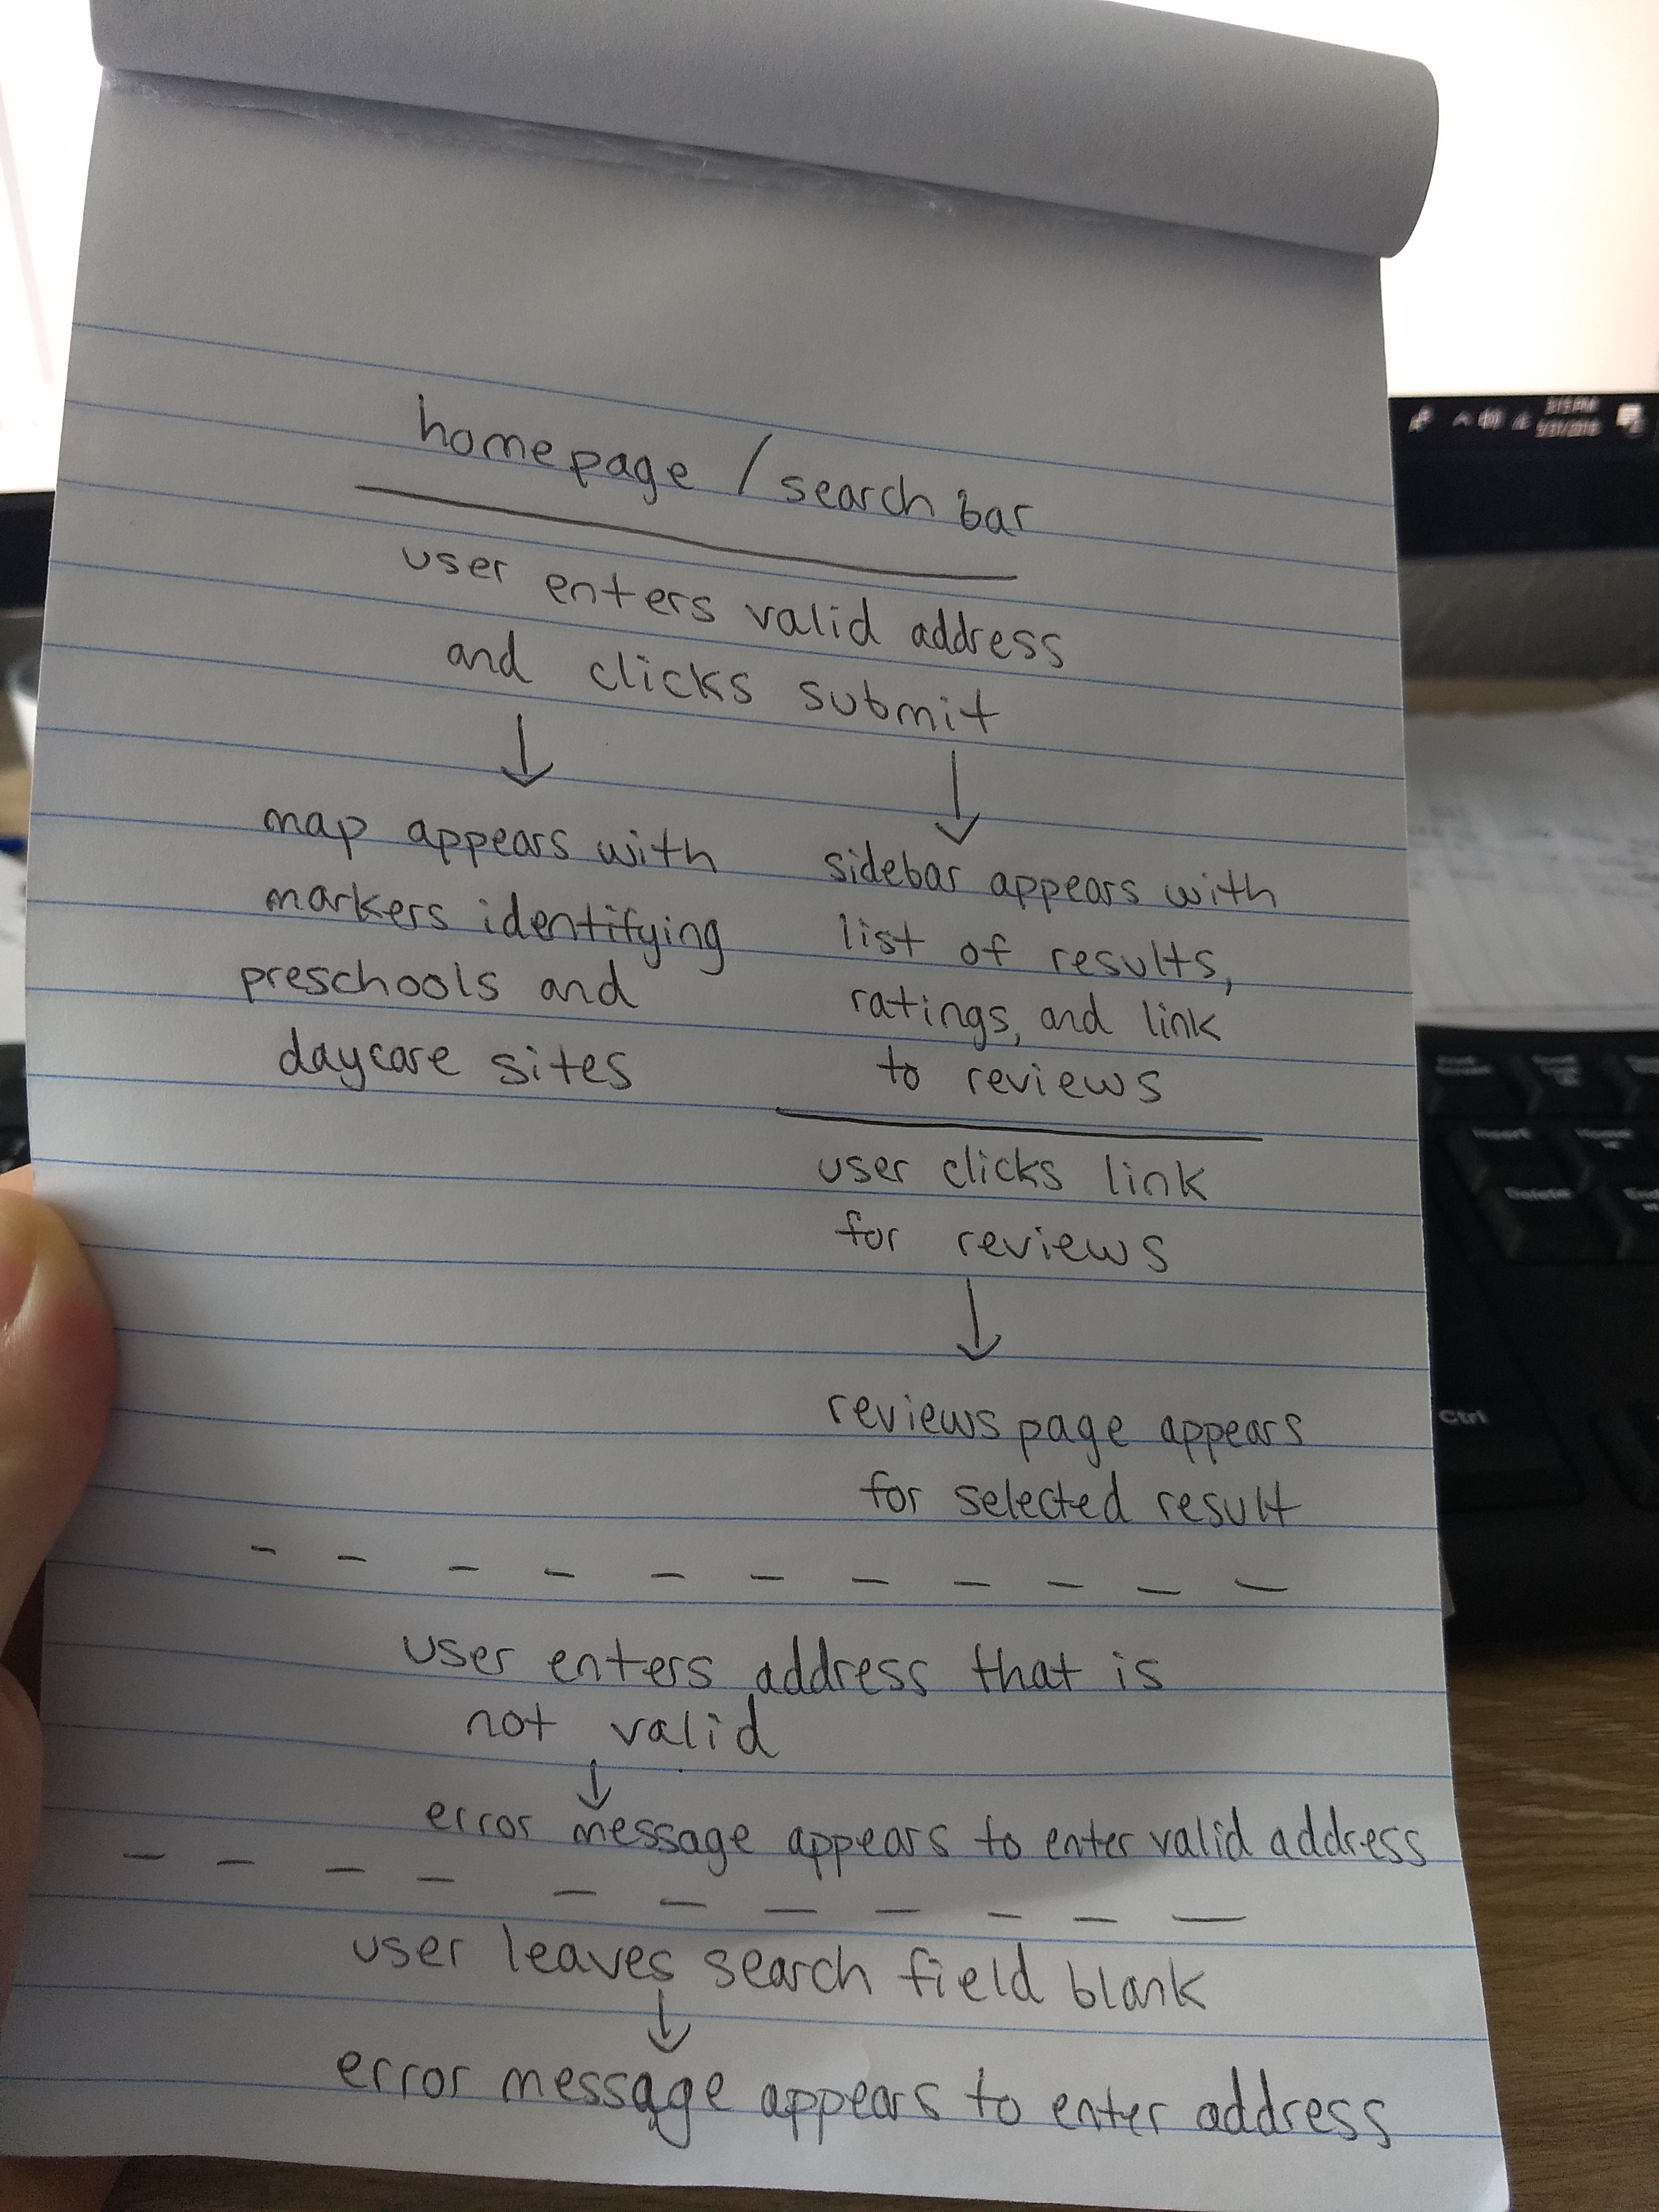 homepage / search bar
user enters valid address
and clicks submit
map appears with
markers identifying
preschools and
daycare sites
sidebar appears with
list of results,
ratings, and link
to reviews
user clicks link
for reviews
reviews page appears
for selected result
user enters address that is
not valid
error message appears to enter valid address
user leaves search field blank
error message appears to enter address
Insert
Delete
Ctrl